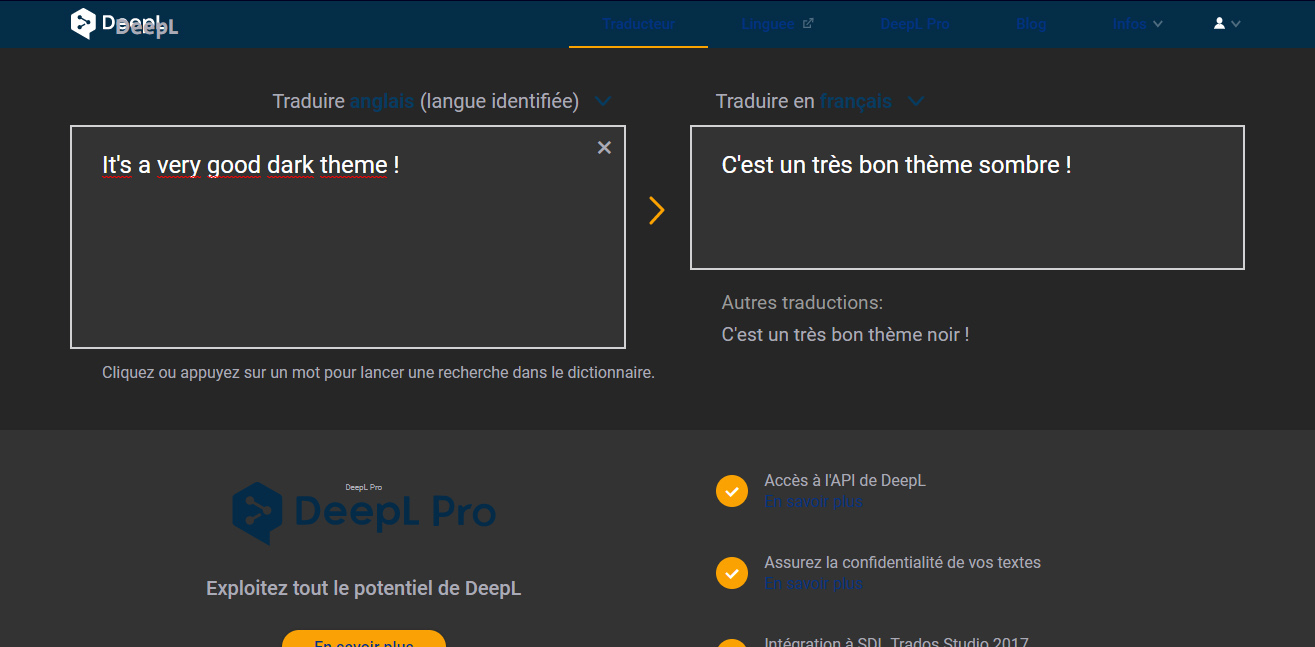 DeepL
DeepL
Traducteur Linguee DeepL Pro Blog Infos
Traduire anglais (langue identifiée)
It's a very good dark theme !
Cliquez ou appuyez sur un mot pour lancer une recherche dans le dictionnaire.
Traduire en français
C'est un très bon thème sombre !
Autres traductions:
C'est un très bon thème noir !
DeepL Pro
DeepL Pro
Exploitez tout le potentiel de DeepL
En savoir plus
Accès à l'API de DeepL
En savoir plus
Assurez la confidentialité de vos textes
En savoir plus
Intégration à SDL Trados Studio 2017